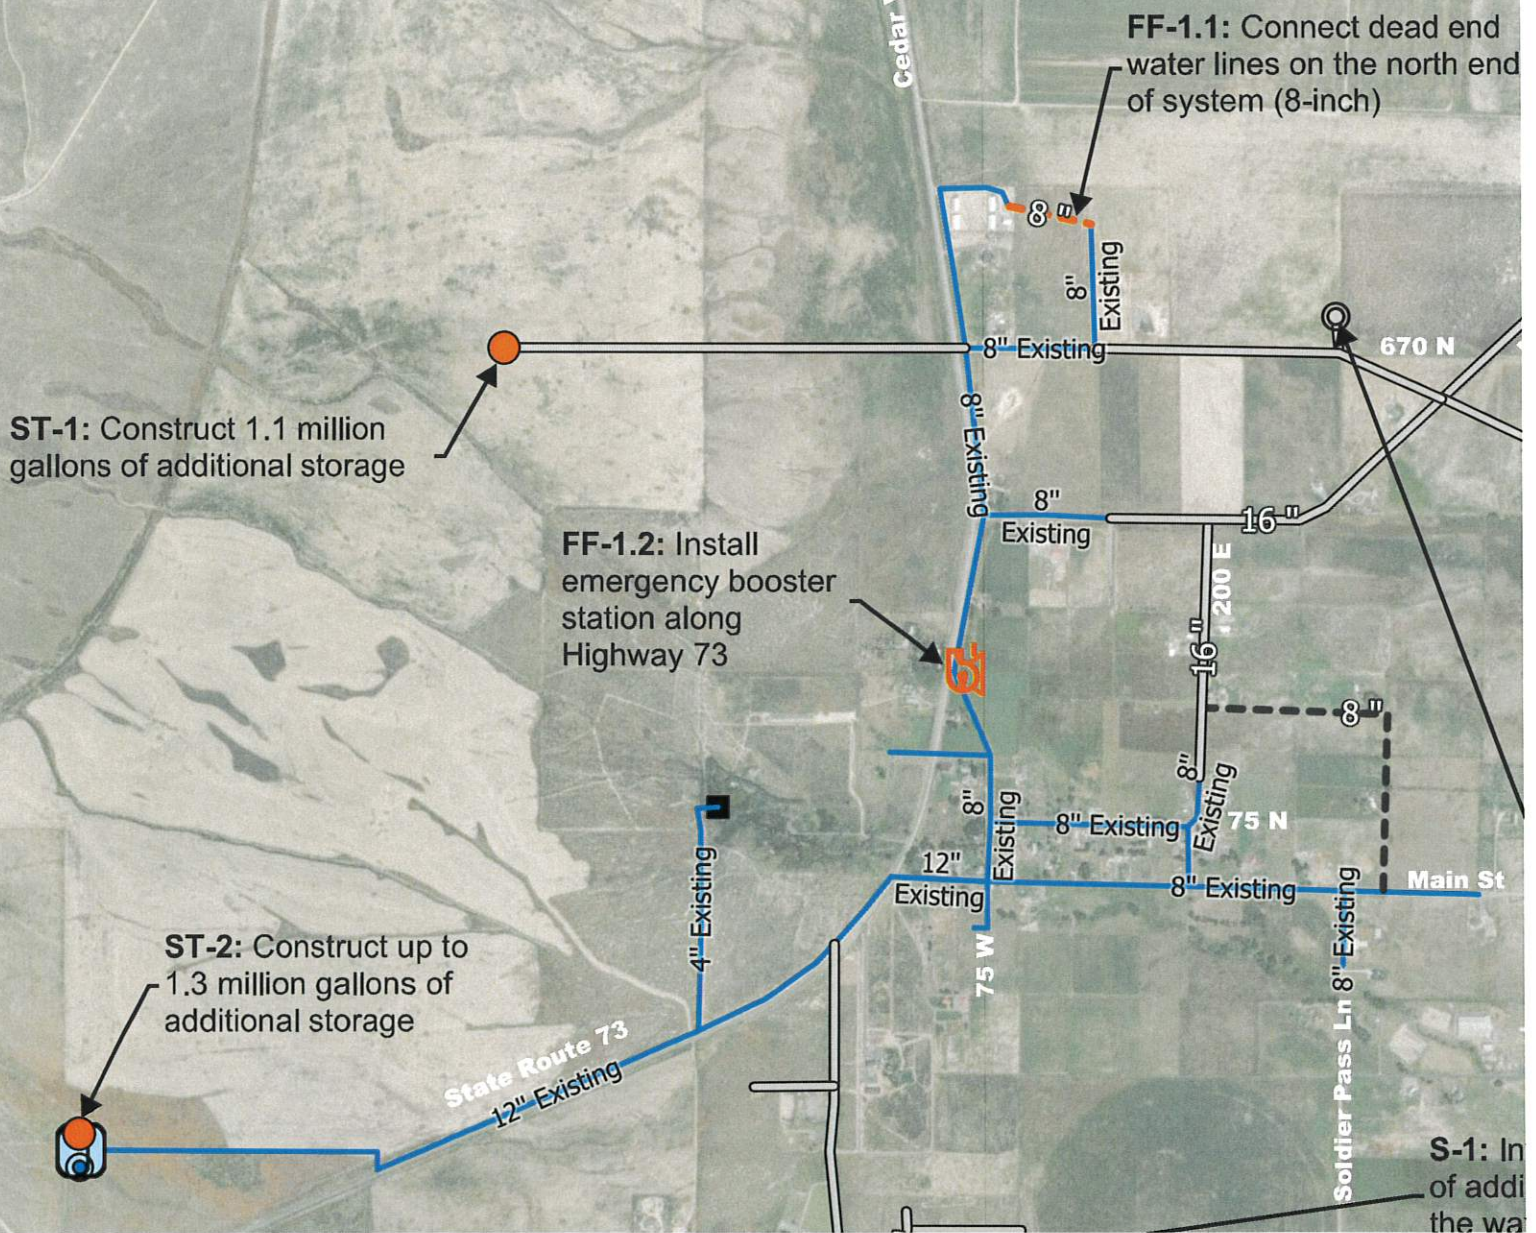 Cedar
FF-1.1: Connect dead end
water lines on the north end
of system (8-inch)
8 "
8"
Existing
8" Existing
670 N
ST-1: Construct 1.1 million
gallons of additional storage
8" Existing
8"
Existing
16 "
FF-1.2: Install
emergency booster
station along
Highway 73
200 E
16 "
8 "
8"
Existing
8"
Existing
8" Existing
75 N
12"
Existing
8" Existing
Main St
4" Existing
8" Existing
75 W
ST-2: Construct up to
1.3 million gallons of
additional storage
State Route 73
12" Existing
Soldier Pass Ln
S-1: In
of addi
the wa